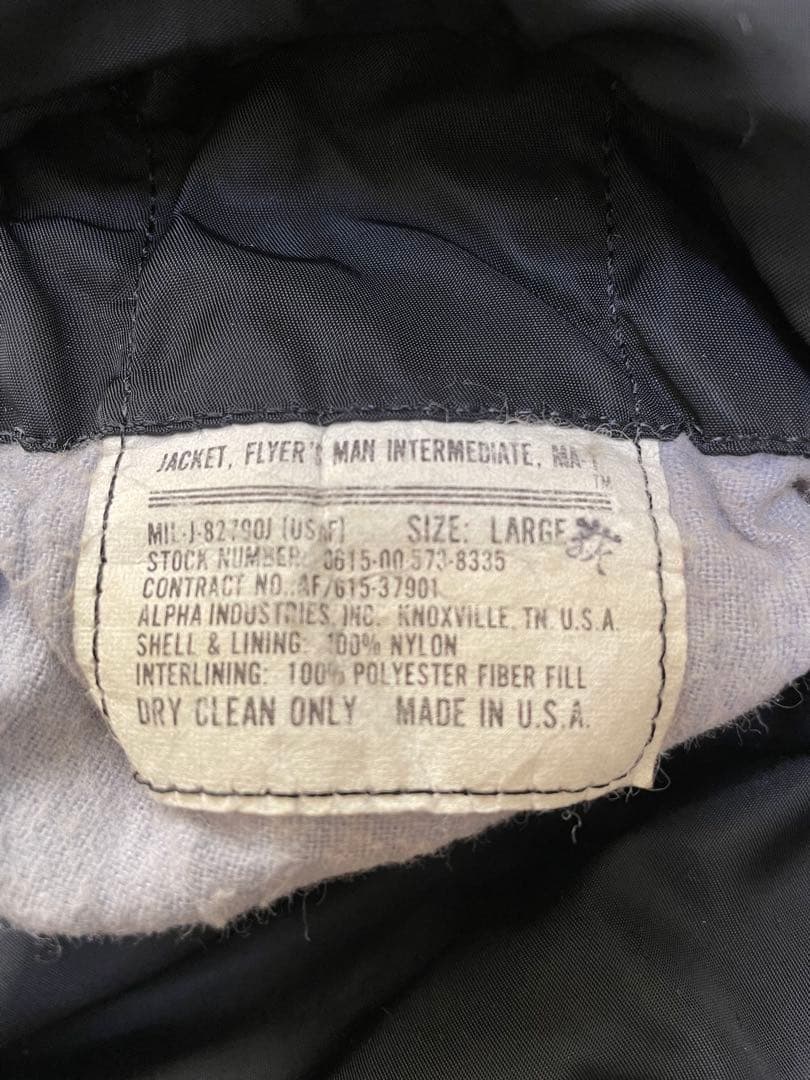 JACKET, FLYER'S MAN INTERMEDIATE, MA-1
TM
MIL-J-82790J (USAF) SIZE: LARGE
STOCK NUMBER: 0615-00-573-8335
CONTRACT NO. AF/615-37901
ALPHA INDUSTRIES, INC. KNOXVILLE, TN. U.S.A.
SHELL & LINING: 100% NYLON
INTERLINING: 100% POLYESTER FIBER FILL
DRY CLEAN ONLY MADE IN U.S.A.